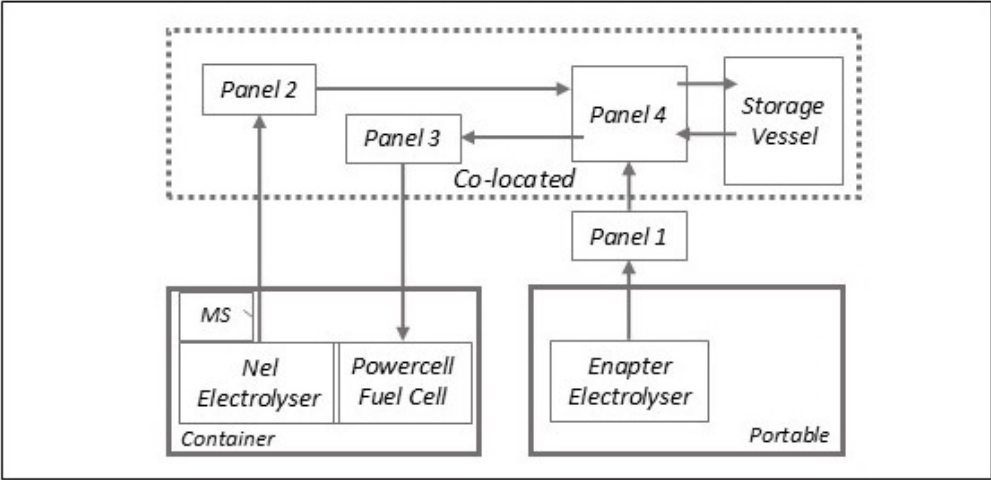 Panel 2
Panel 3
Panel 4
Storage
Vessel
Co-located
Panel 1
MS
Nel
Electrolyser
Powercell
Fuel Cell
Container
Enapter
Electrolyser
Portable